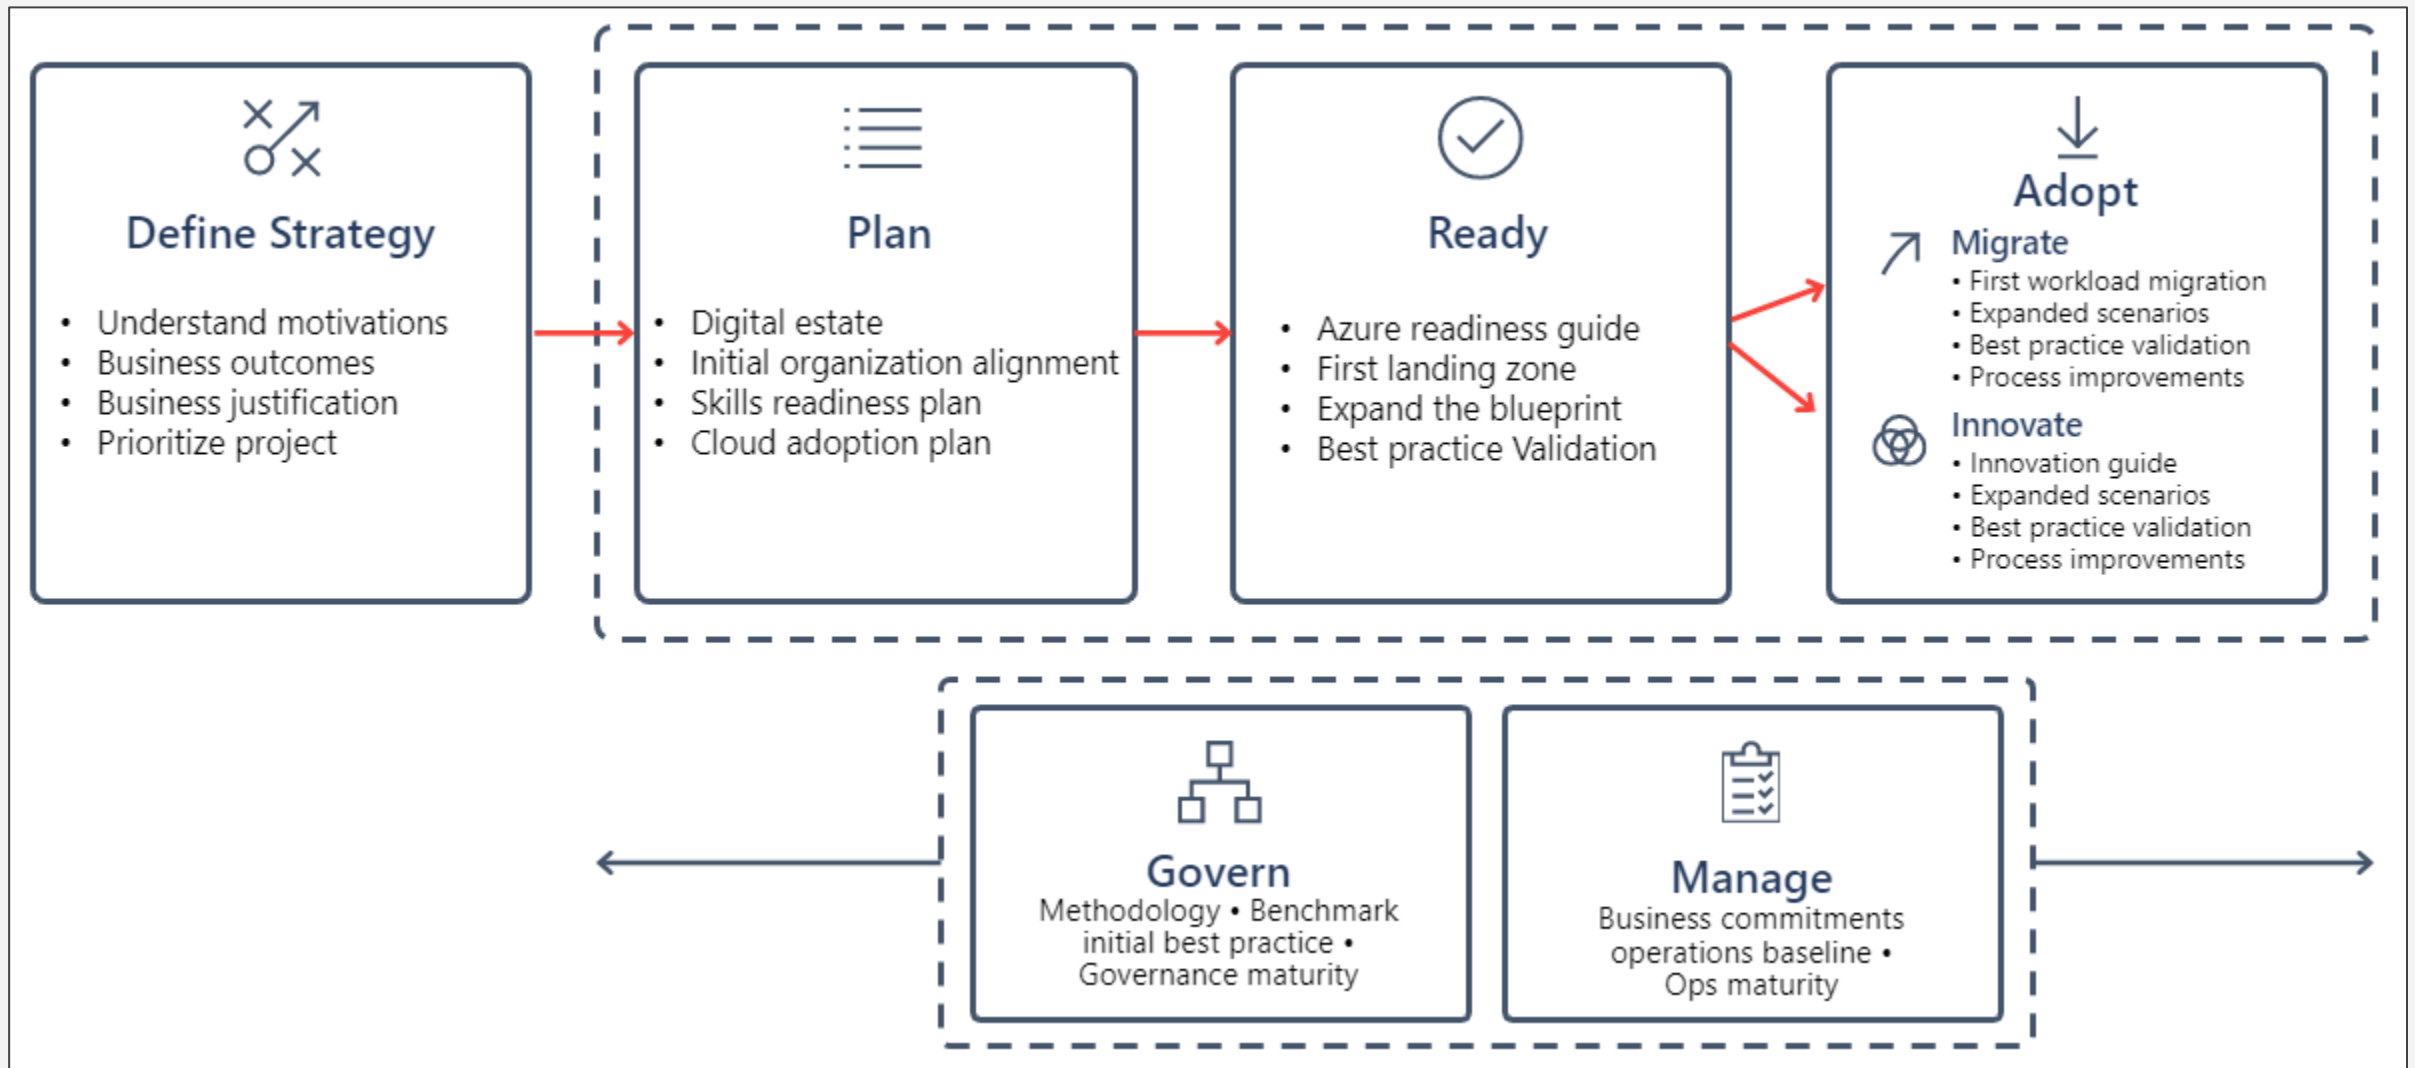 Define Strategy
• Understand motivations
• Business outcomes
• Business justification
• Prioritize project
Plan
• Digital estate
• Initial organization alignment
• Skills readiness plan
• Cloud adoption plan
Ready
• Azure readiness guide
• First landing zone
• Expand the blueprint
• Best practice Validation
Adopt
Migrate
• First workload migration
• Expanded scenarios
• Best practice validation
• Process improvements
Innovate
• Innovation guide
• Expanded scenarios
• Best practice validation
• Process improvements
Govern
Methodology • Benchmark
initial best practice •
Governance maturity
Manage
Business commitments
operations baseline •
Ops maturity